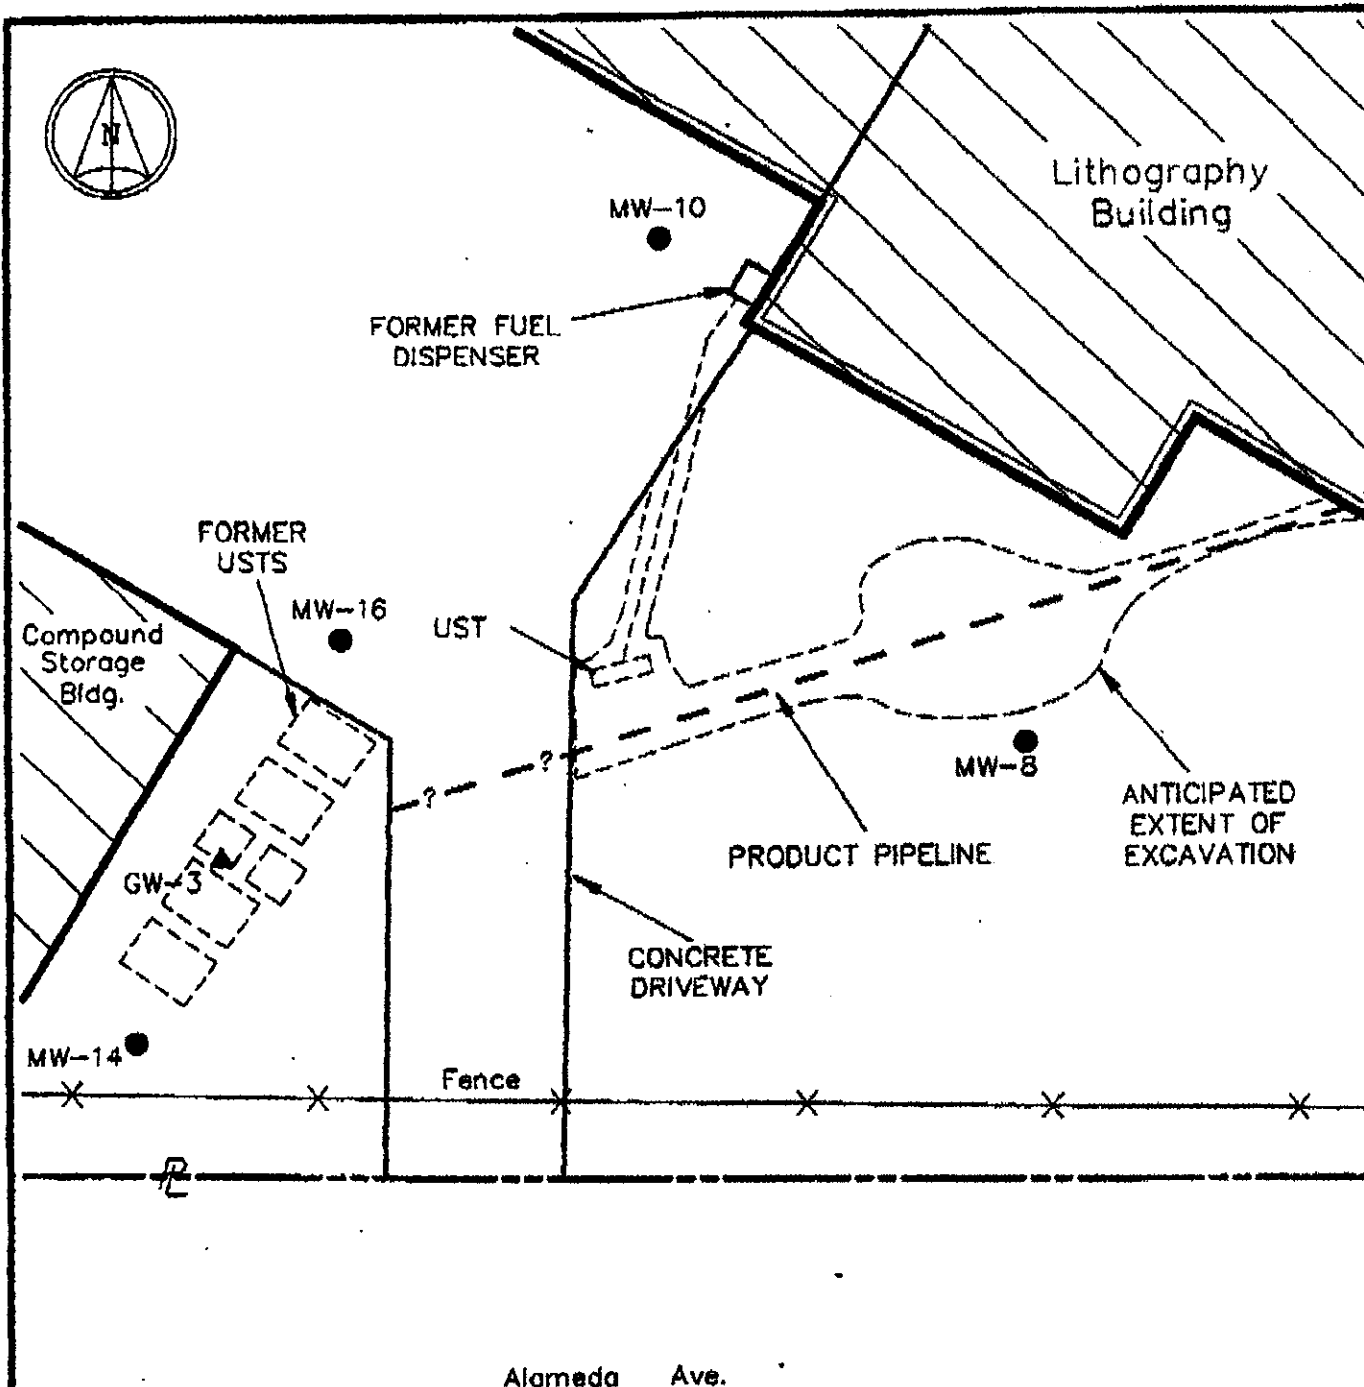 N
Lithography
Building
MW-10
FORMER FUEL
DISPENSER
FORMER
USTS
MW-16
UST
Compound
Storage
Bldg.
?
?
MW-8
ANTICIPATED
EXTENT OF
EXCAVATION
PRODUCT PIPELINE
GW-3
CONCRETE
DRIVEWAY
MW-14
Fence
PL
Alameda Ave.